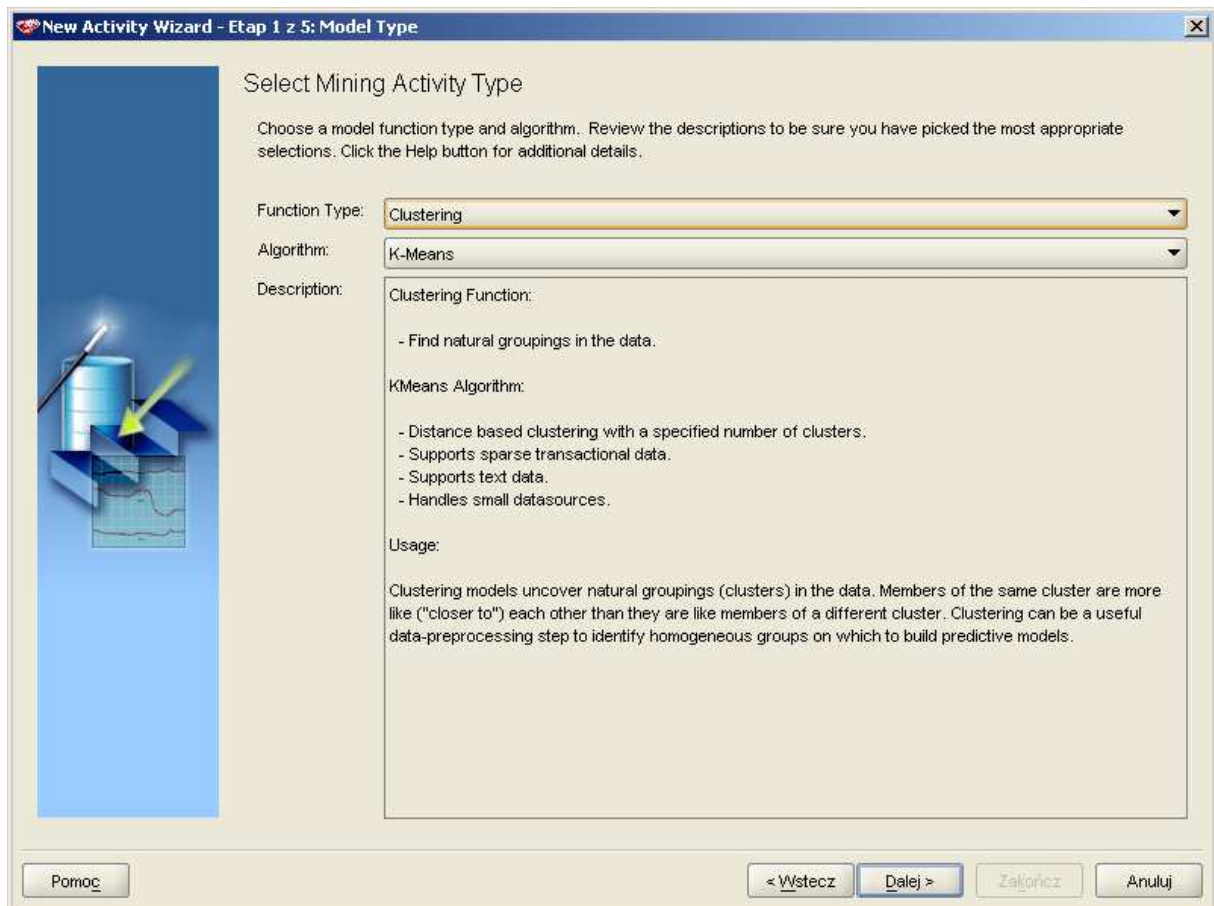 New Activity Wizard - Etap 1 z 5: Model Type
Select Mining Activity Type
Choose a model function type and algorithm. Review the descriptions to be sure you have picked the most appropriate
selections. Click the Help button for additional details.
Function Type: Clustering
Algorithm: K-Means
Description:
Clustering Function:
- Find natural groupings in the data.
KMeans Algorithm:
- Distance based clustering with a specified number of clusters.
- Supports sparse transactional data.
- Supports text data.
- Handles small datasources.
Usage:
Clustering models uncover natural groupings (clusters) in the data. Members of the same cluster are more
like ("closer to") each other than they are like members of a different cluster. Clustering can be a useful
data-preprocessing step to identify homogeneous groups on which to build predictive models.
Pomoc < Wstecz Dalej > Zakończ Anuluj